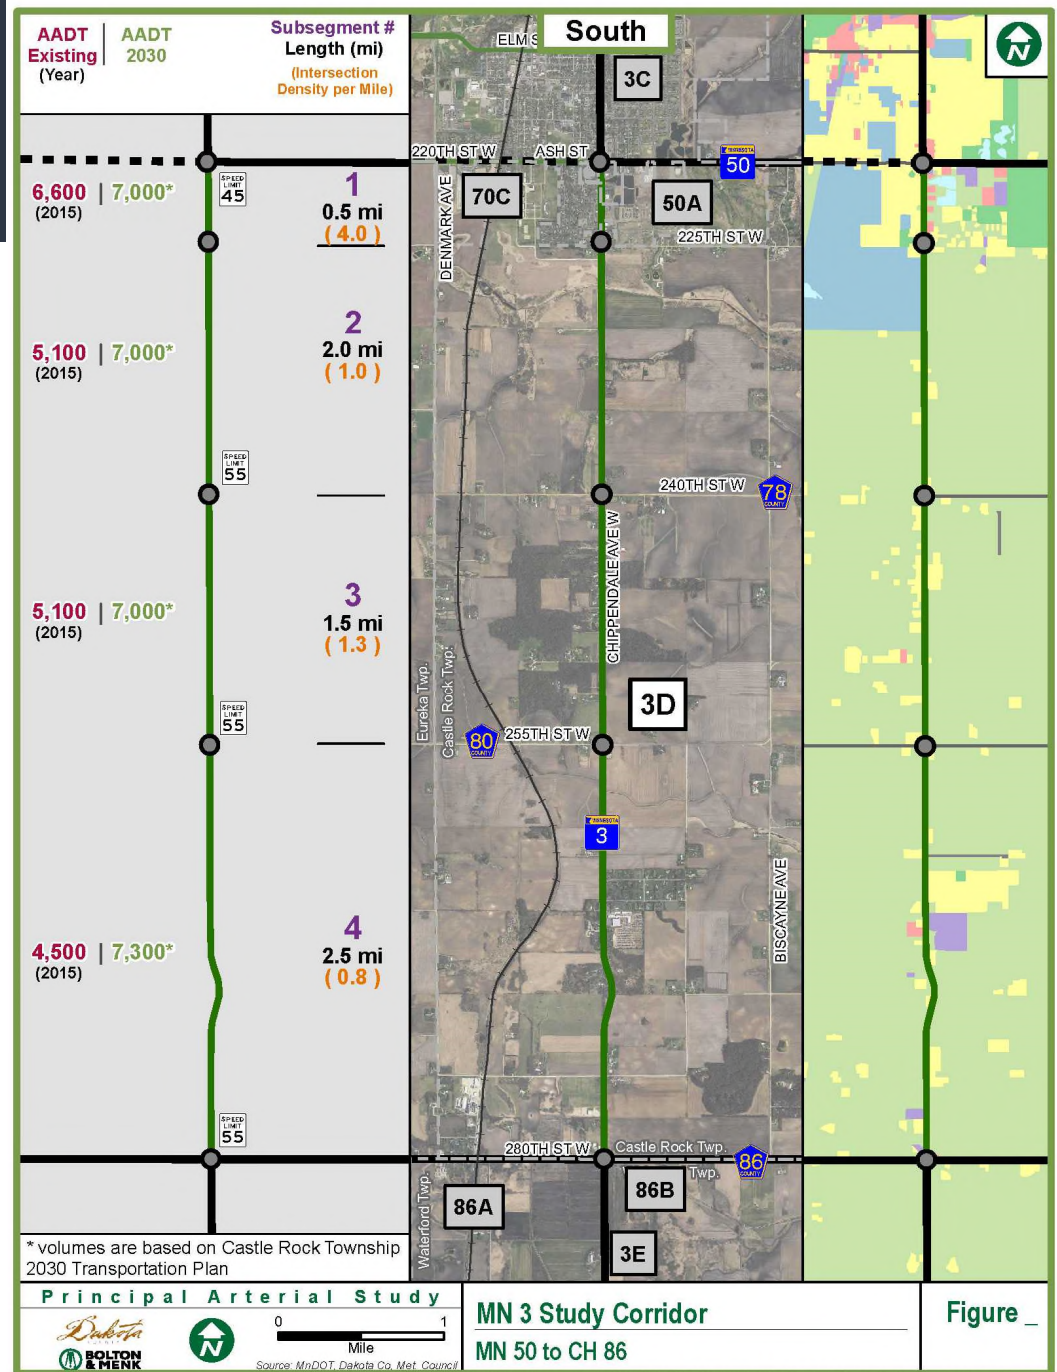 AADT Existing (Year) | AADT 2030
Subsegment #
Length (mi)
(Intersection
Density per Mile)
South
N
ELM S
3C
220TH ST W
ASH ST
MINNESOTA
50
6,600 | 7,000*
(2015)
SPEED LIMIT 45
1
0.5 mi
( 4.0 )
70C
50A
DENMARK AVE
225TH ST W
5,100 | 7,000*
(2015)
2
2.0 mi
( 1.0 )
SPEED LIMIT 55
240TH ST W
78
COUNTY
CHIPPENDALE AVE W
5,100 | 7,000*
(2015)
3
1.5 mi
( 1.3 )
Eureka Twp.
Castle Rock Twp.
3D
SPEED LIMIT 55
80
COUNTY
255TH ST W
MINNESOTA
3
BISCAYNE AVE
4,500 | 7,300*
(2015)
4
2.5 mi
( 0.8 )
SPEED LIMIT 55
280TH ST W
Castle Rock Twp.
Twp.
86
COUNTY
Waterford Twp.
86A
86B
3E
* volumes are based on Castle Rock Township
2030 Transportation Plan
Principal Arterial Study
Dakota
BOLTON
& MENK
N
0 1
Mile
Source: MnDOT, Dakota Co, Met. Council
MN 3 Study Corridor
MN 50 to CH 86
Figure _